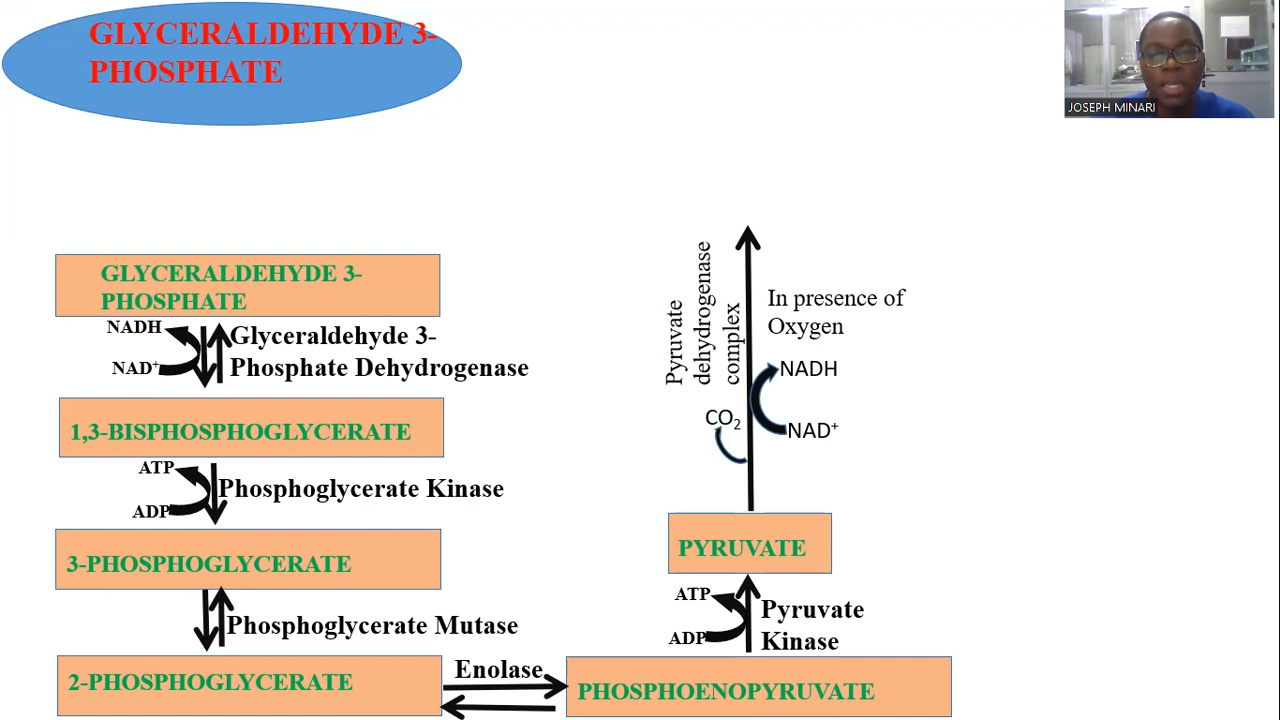 GLYCERALDEHYDE 3-
PHOSPHATE
JOSEPH MINARI
GLYCERALDEHYDE 3-
PHOSPHATE
NADH
NAD⁺
Glyceraldehyde 3-
Phosphate Dehydrogenase
1,3-BISPHOSPHOGLYCERATE
ATP
ADP
Phosphoglycerate Kinase
3-PHOSPHOGLYCERATE
Phosphoglycerate Mutase
2-PHOSPHOGLYCERATE
Enolase
PHOSPHOENOPYRUVATE
ATP
ADP
Pyruvate
Kinase
PYRUVATE
Pyruvate
dehydrogenase
complex
In presence of
Oxygen
NADH
NAD⁺
CO₂